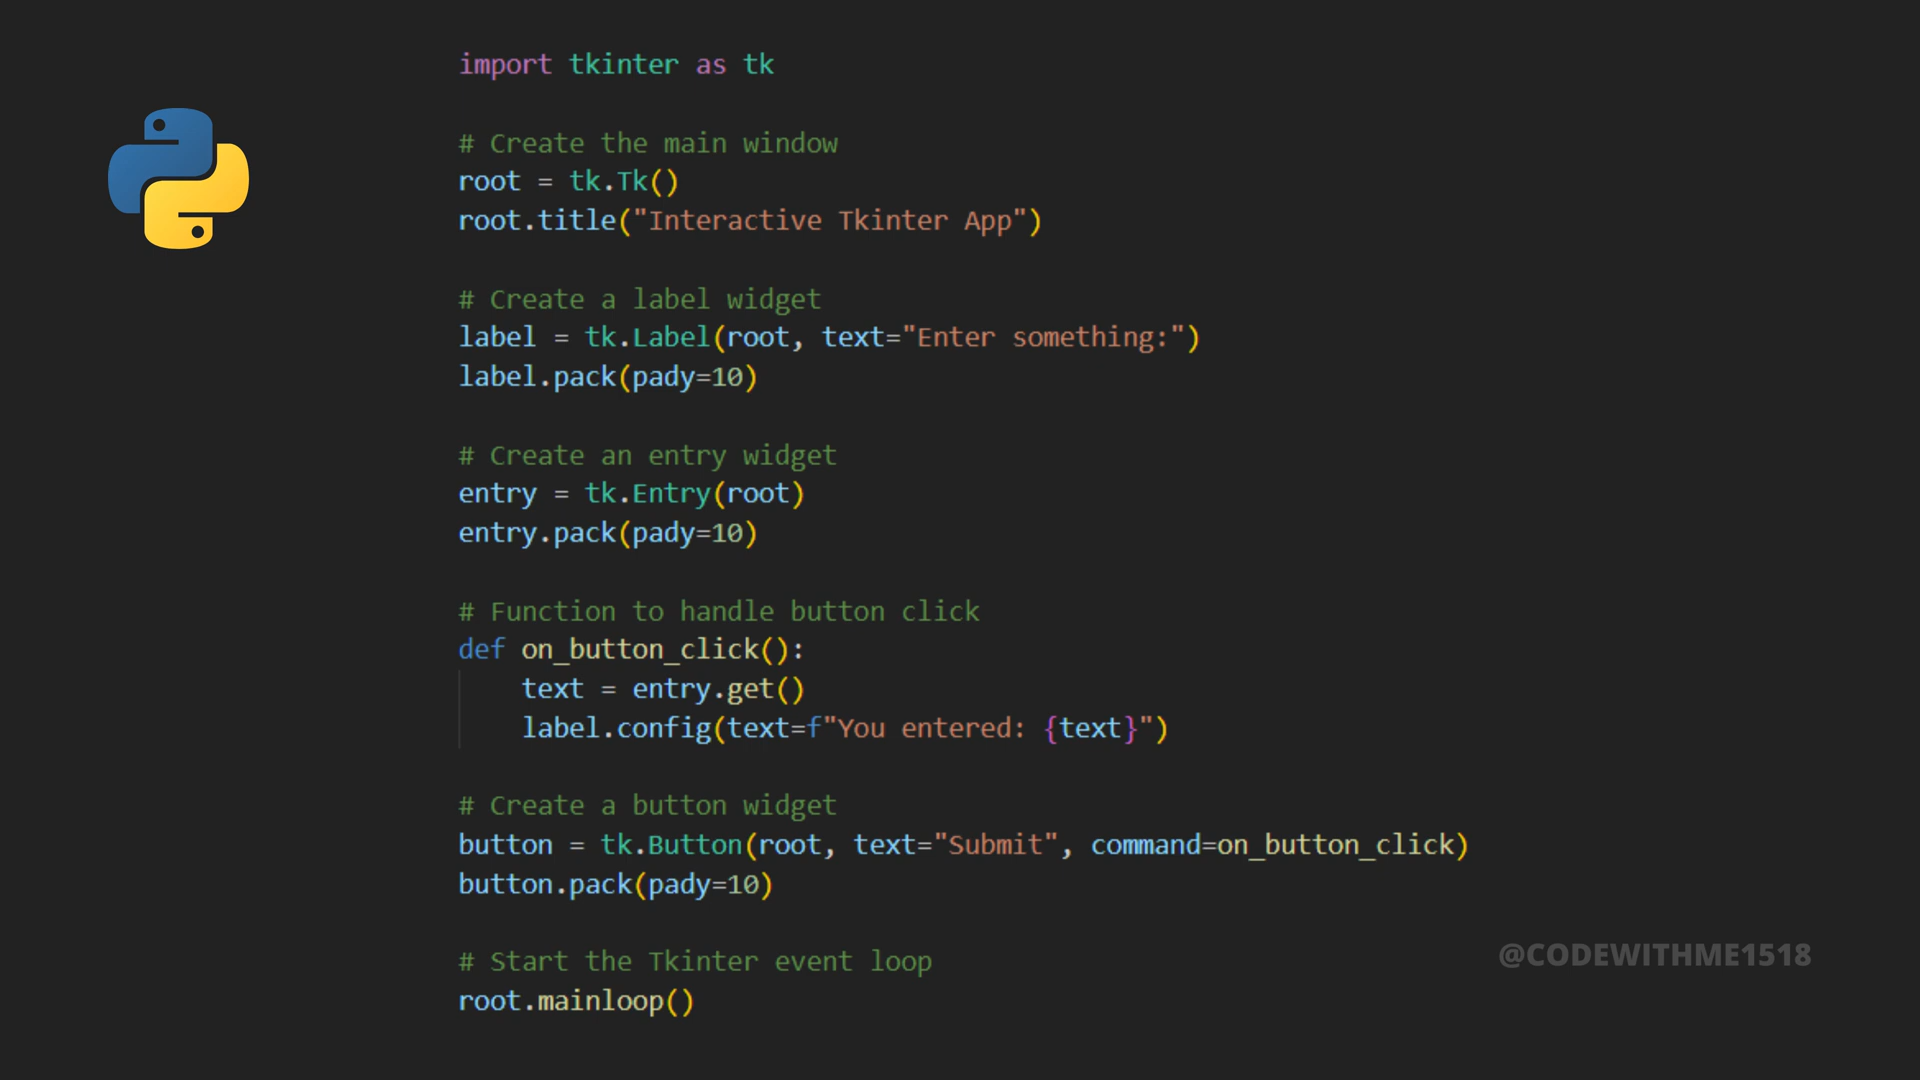 import tkinter as tk
# Create the main window
root = tk.Tk()
root.title("Interactive Tkinter App")
# Create a label widget
label = tk.Label(root, text="Enter something:")
label.pack(pady=10)
# Create an entry widget
entry = tk.Entry(root)
entry.pack(pady=10)
# Function to handle button click
def on_button_click():
    text = entry.get()
    label.config(text=f"You entered: {text}")
# Create a button widget
button = tk.Button(root, text="Submit", command=on_button_click)
button.pack(pady=10)
# Start the Tkinter event loop
root.mainloop()
@CODEWITHME1518